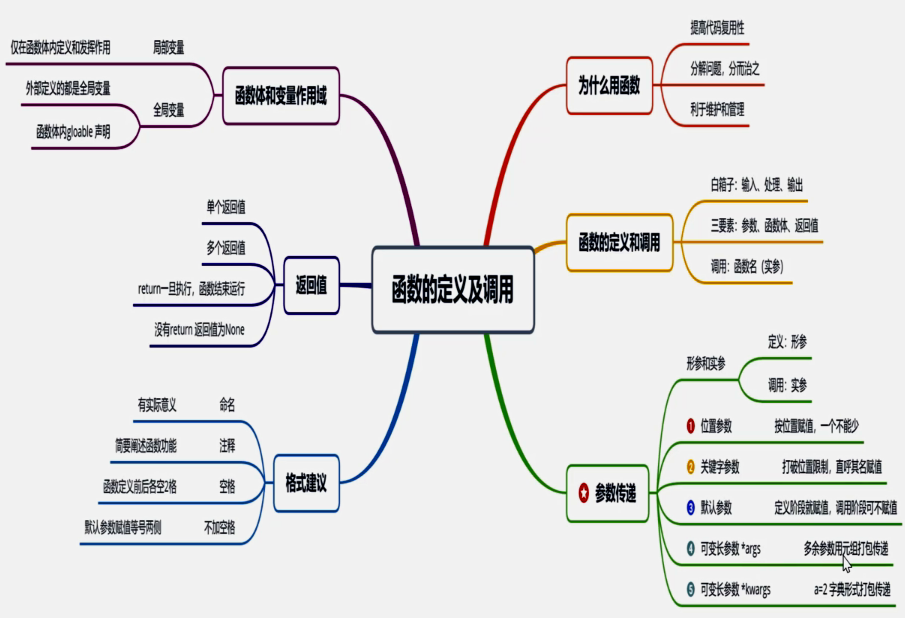 函数的定义及调用
为什么用函数
提高代码复用性
分解问题，分而治之
利于维护和管理
函数的定义和调用
白箱子：输入、处理、输出
三要素：参数、函数体、返回值
调用：函数名（实参）
参数传递
形参和实参
定义：形参
调用：实参
1 位置参数 按位置赋值，一个不能少
2 关键字参数 打破位置限制，直呼其名赋值
3 默认参数 定义阶段就赋值，调用阶段可不赋值
4 可变长参数 *args 多余参数用元组打包传递
5 可变长参数 *kwargs a=2 字典形式打包传递
函数体和变量作用域
局部变量
仅在函数体内定义和发挥作用
全局变量
外部定义的都是全局变量
函数体内gloable 声明
返回值
单个返回值
多个返回值
return一旦执行，函数结束运行
没有return 返回值为None
格式建议
有实际意义 命名
简要阐述函数功能 注释
函数定义前后各空2格 空格
默认参数赋值等号两侧 不加空格